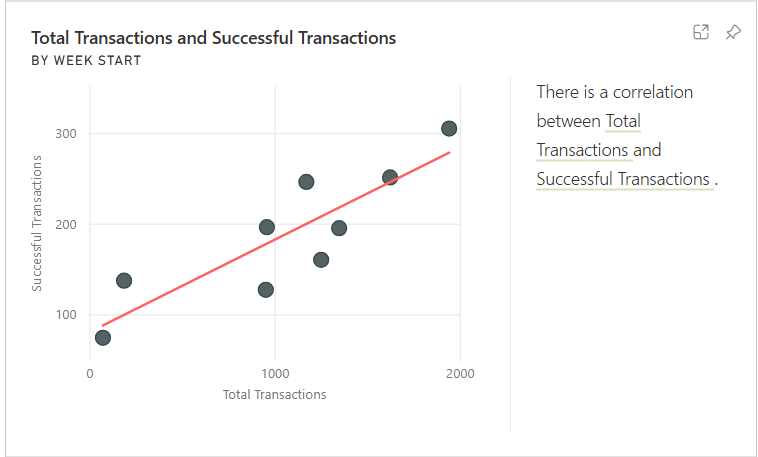 Total Transactions and Successful Transactions
BY WEEK START
There is a correlation
between Total
Transactions and
Successful Transactions .
Successful Transactions
300
200
100
0
1000
2000
Total Transactions